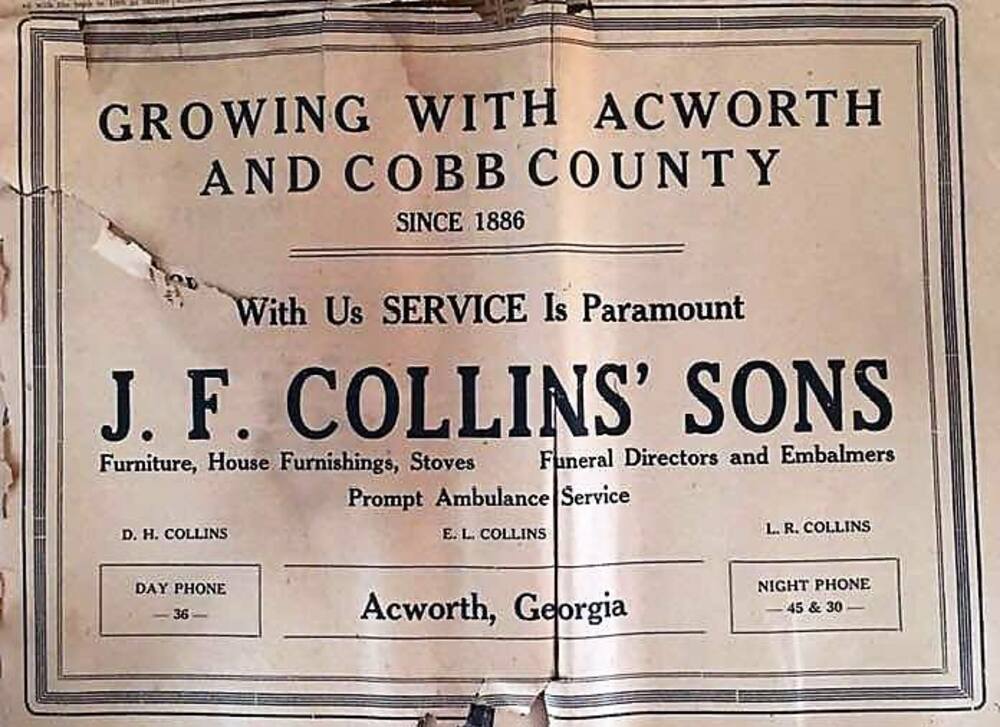 GROWING WITH ACWORTH
AND COBB COUNTY
SINCE 1886
With Us SERVICE Is Paramount
J. F. COLLINS' SONS
Furniture, House Furnishings, Stoves Funeral Directors and Embalmers
Prompt Ambulance Service
D. H. COLLINS E. L. COLLINS L. R. COLLINS
DAY PHONE
— 36 —
Acworth, Georgia
NIGHT PHONE
— 45 & 30 —